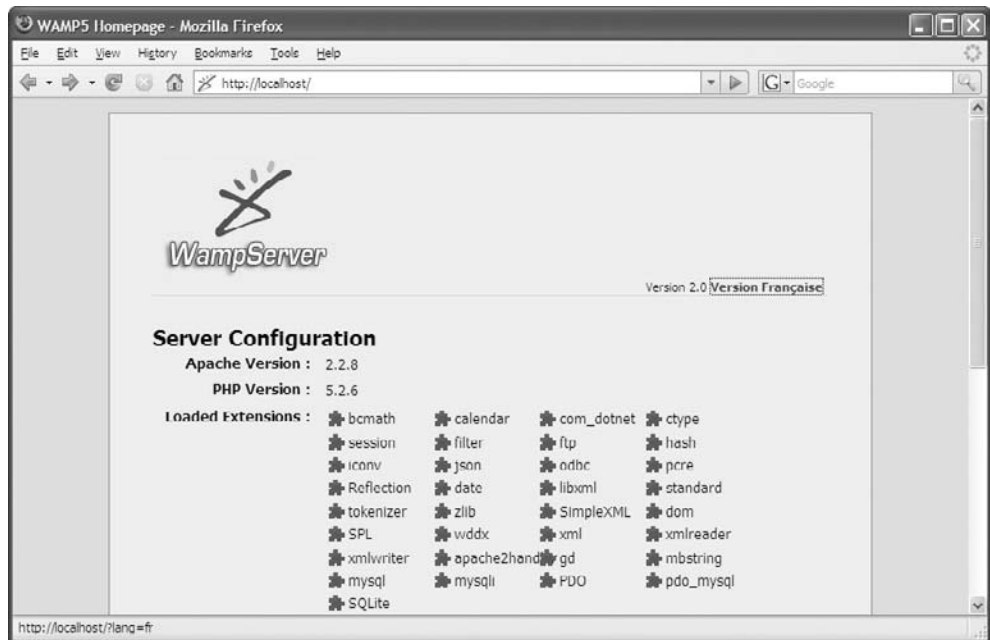 WAMP5 Homepage - Mozilla Firefox
File Edit View History Bookmarks Tools Help
http://localhost/
G Google
WampServer
Version 2.0 Version Française
Server Configuration
Apache Version : 2.2.8
PHP Version : 5.2.6
Loaded Extensions : bcmath calendar com_dotnet ctype
session filter ftp hash
iconv json odbc pcre
Reflection date libxml standard
tokenizer zlib SimpleXML dom
SPL wddx xml xmlreader
xmlwriter apache2hand gd mbstring
mysql mysqli PDO pdo_mysql
SQLite
http://localhost/?lang=fr